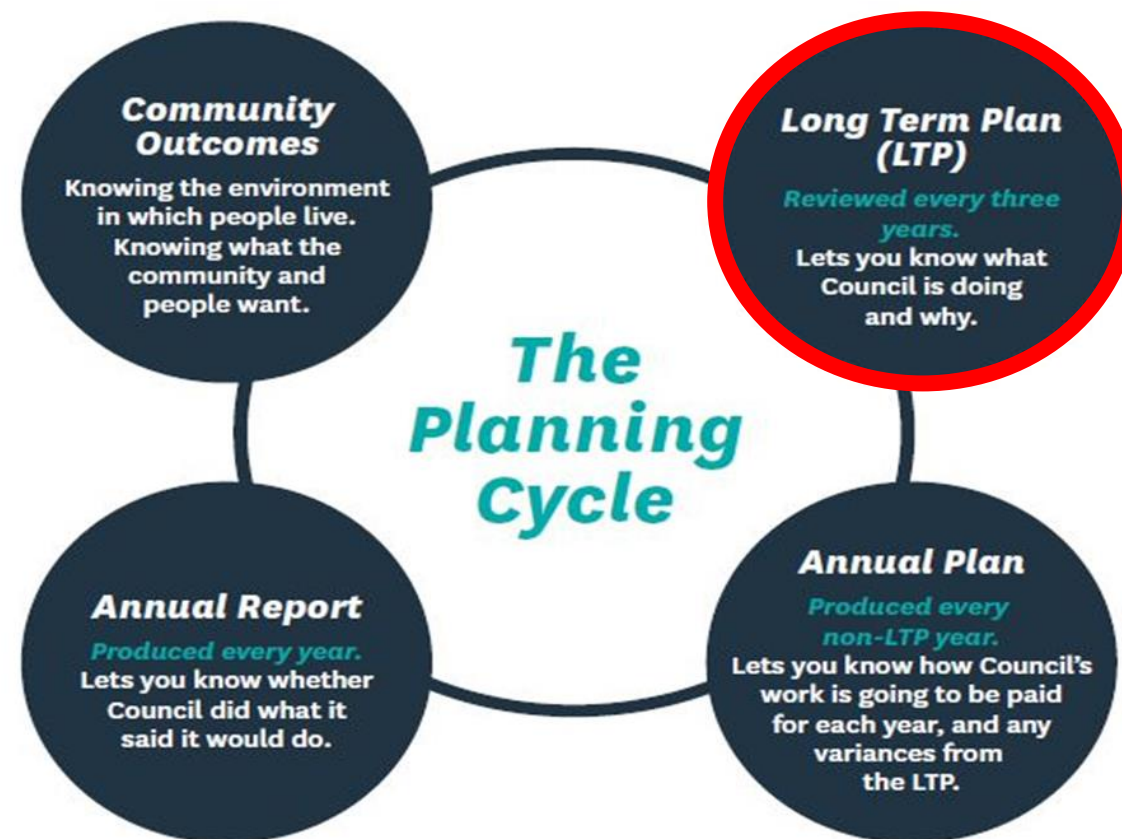 Community
Outcomes
Knowing the environment
in which people live.
Knowing what the
community and
people want.
Long Term Plan
(LTP)
Reviewed every three
years.
Lets you know what
Council is doing
and why.
The
Planning
Cycle
Annual Report
Produced every year.
Lets you know whether
Council did what it
said it would do.
Annual Plan
Produced every
non-LTP year.
Lets you know how Council’s
work is going to be paid
for each year, and any
variances from
the LTP.